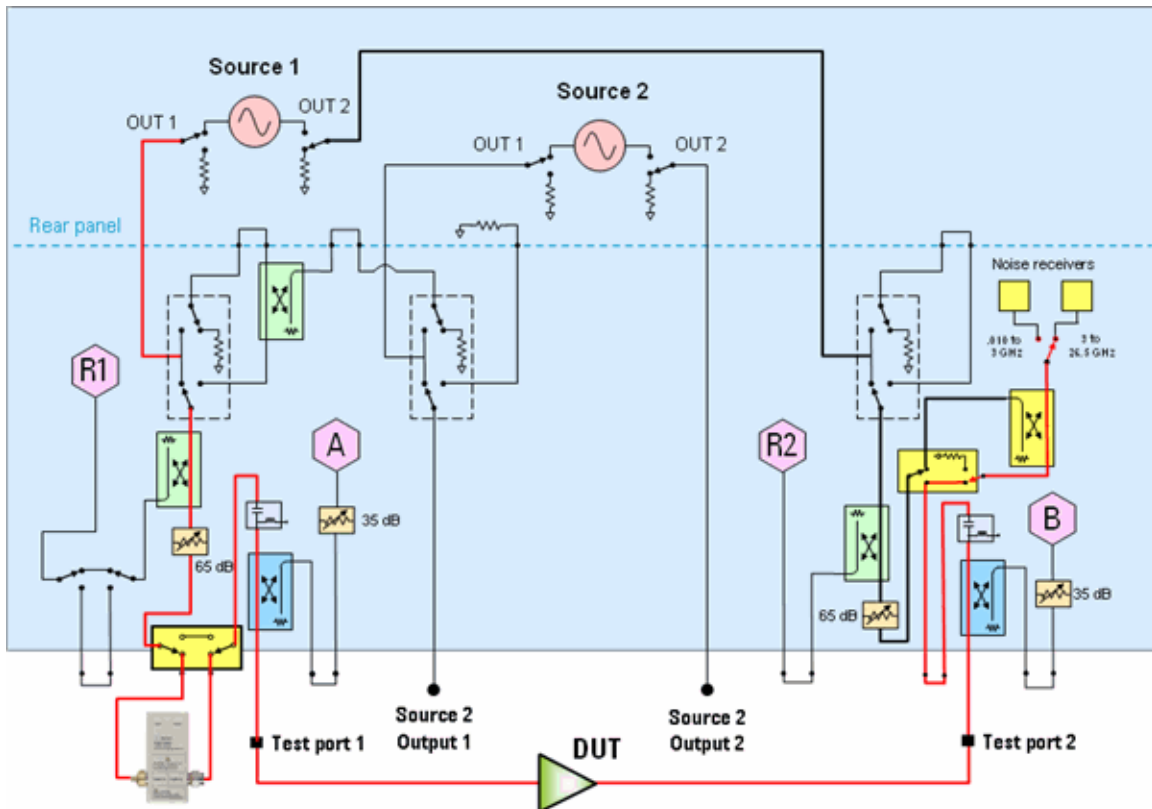 Source 1
OUT 2
OUT 1
Source 2
OUT 1
OUT 2
Rear panel
Noise receivers
.010 to
3 GHz
3 to
26.5 GHz
R1
A
R2
B
35 dB
65 dB
65 dB
35 dB
Source 2
Output 1
Source 2
Output 2
Test port 1
DUT
Test port 2